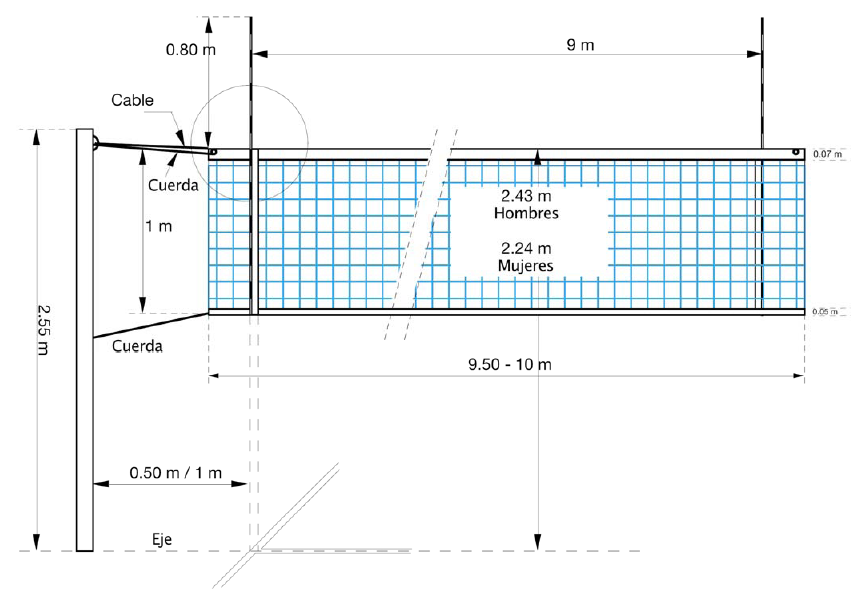 0.80 m
9 m
Cable
0.07 m
Cuerda
2.43 m
Hombres
1 m
2.24 m
Mujeres
0.05 m
2.55 m
Cuerda
9.50 - 10 m
0.50 m / 1 m
Eje